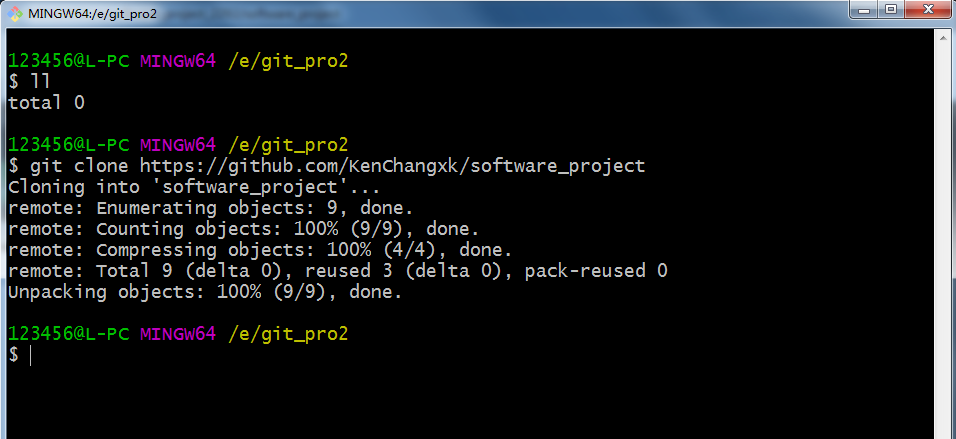 MINGW64:/e/git_pro2
123456@L-PC MINGW64 /e/git_pro2
$ ll
total 0
123456@L-PC MINGW64 /e/git_pro2
$ git clone https://github.com/KenChangxk/software_project
Cloning into 'software_project'...
remote: Enumerating objects: 9, done.
remote: Counting objects: 100% (9/9), done.
remote: Compressing objects: 100% (4/4), done.
remote: Total 9 (delta 0), reused 3 (delta 0), pack-reused 0
Unpacking objects: 100% (9/9), done.
123456@L-PC MINGW64 /e/git_pro2
$